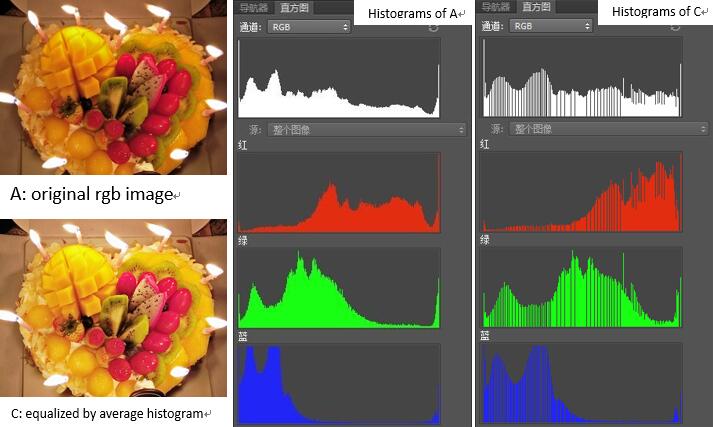 导航器 直方图
Histograms of A
通道: RGB
源: 整个图像
红
绿
蓝
导航器 直方图
Histograms of C
通道: RGB
源: 整个图像
红
绿
蓝
A: original rgb image
C: equalized by average histogram